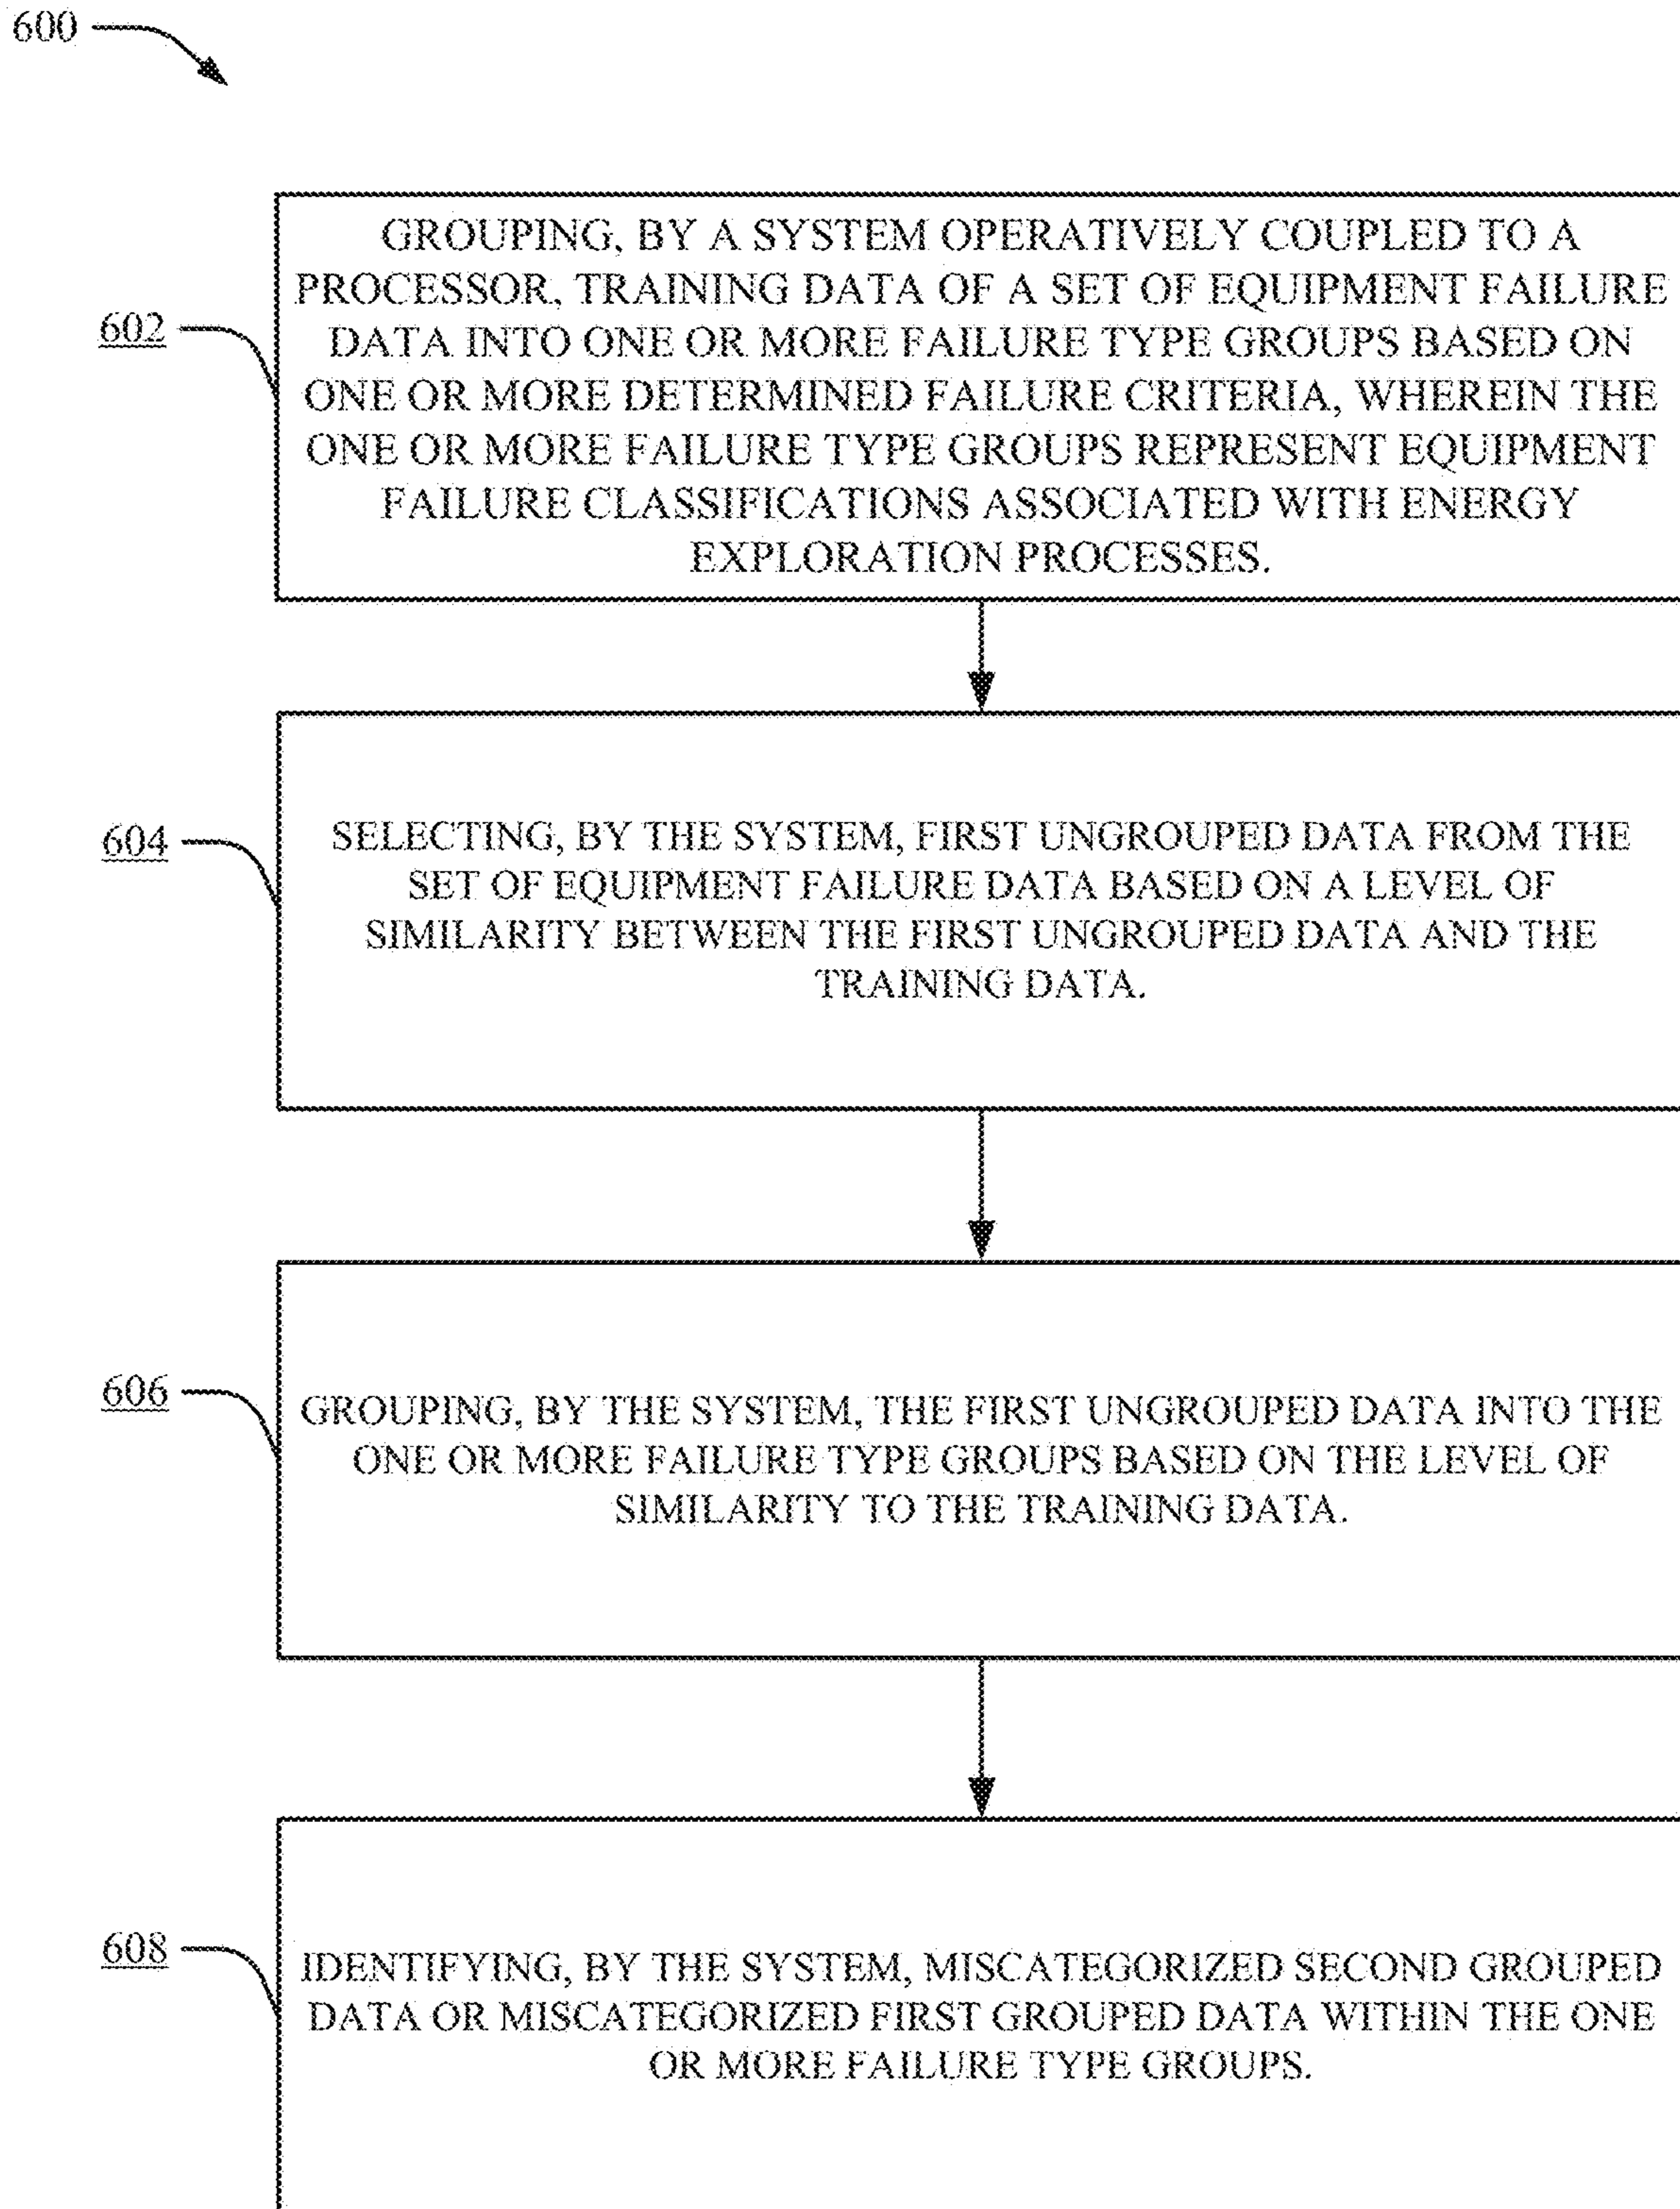 600
602
GROUPING, BY A SYSTEM OPERATIVELY COUPLED TO A
PROCESSOR, TRAINING DATA OF A SET OF EQUIPMENT FAILURE
DATA INTO ONE OR MORE FAILURE TYPE GROUPS BASED ON
ONE OR MORE DETERMINED FAILURE CRITERIA, WHEREIN THE
ONE OR MORE FAILURE TYPE GROUPS REPRESENT EQUIPMENT
FAILURE CLASSIFICATIONS ASSOCIATED WITH ENERGY
EXPLORATION PROCESSES.
604
SELECTING, BY THE SYSTEM, FIRST UNGROUPED DATA FROM THE
SET OF EQUIPMENT FAILURE DATA BASED ON A LEVEL OF
SIMILARITY BETWEEN THE FIRST UNGROUPED DATA AND THE
TRAINING DATA.
606
GROUPING, BY THE SYSTEM, THE FIRST UNGROUPED DATA INTO THE
ONE OR MORE FAILURE TYPE GROUPS BASED ON THE LEVEL OF
SIMILARITY TO THE TRAINING DATA.
608
IDENTIFYING, BY THE SYSTEM, MISCATEGORIZED SECOND GROUPED
DATA OR MISCATEGORIZED FIRST GROUPED DATA WITHIN THE ONE
OR MORE FAILURE TYPE GROUPS.